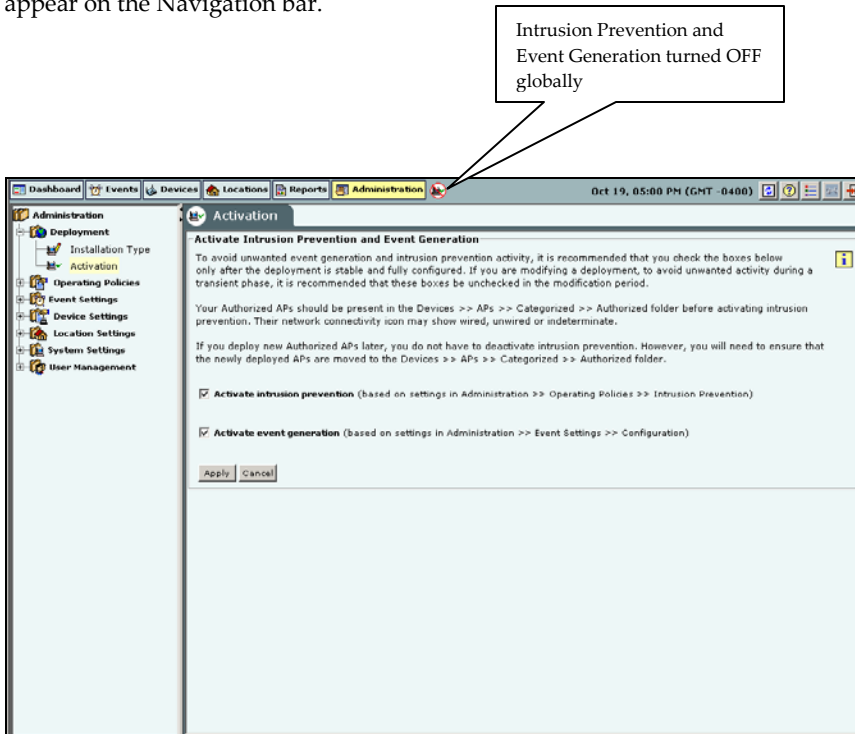 appear on the Navigation bar.
Intrusion Prevention and
Event Generation turned OFF
globally
Dashboard Events Devices Locations Reports Administration Oct 19, 05:00 PM (GMT -0400)
Administration
Deployment
Installation Type
Activation
Operating Policies
Event Settings
Device Settings
Location Settings
System Settings
User Management
Activation
Activate Intrusion Prevention and Event Generation
To avoid unwanted event generation and intrusion prevention activity, it is recommended that you check the boxes below
only after the deployment is stable and fully configured. If you are modifying a deployment, to avoid unwanted activity during a
transient phase, it is recommended that these boxes be unchecked in the modification period.
Your Authorized APs should be present in the Devices >> APs >> Categorized >> Authorized folder before activating intrusion
prevention. Their network connectivity icon may show wired, unwired or indeterminate.
If you deploy new Authorized APs later, you do not have to deactivate intrusion prevention. However, you will need to ensure that
the newly deployed APs are moved to the Devices >> APs >> Categorized >> Authorized folder.
Activate intrusion prevention (based on settings in Administration >> Operating Policies >> Intrusion Prevention)
Activate event generation (based on settings in Administration >> Event Settings >> Configuration)
Apply Cancel